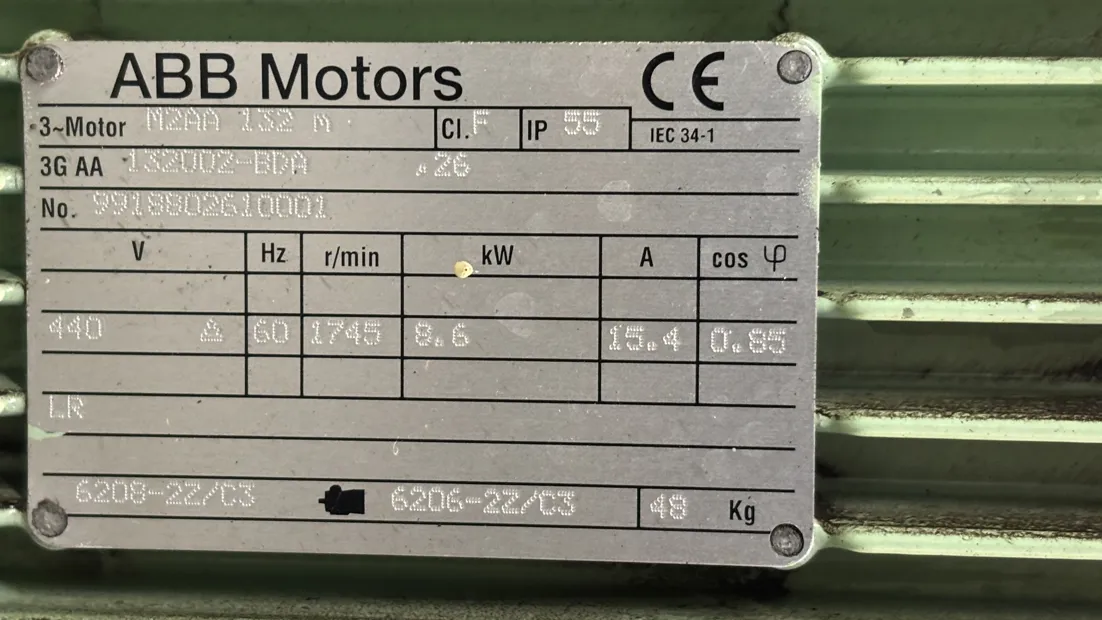 ABB Motors CE
3~Motor M2AA 132 m Cl. F IP 55 IEC 34-1
3G AA 132002-BDA .26
No. 9918802610001
V Hz r/min kW A cos φ
440 Δ 60 1745 8.6 15.4 0.85
LR
6208-2Z/C3 6206-2Z/C3 48 Kg